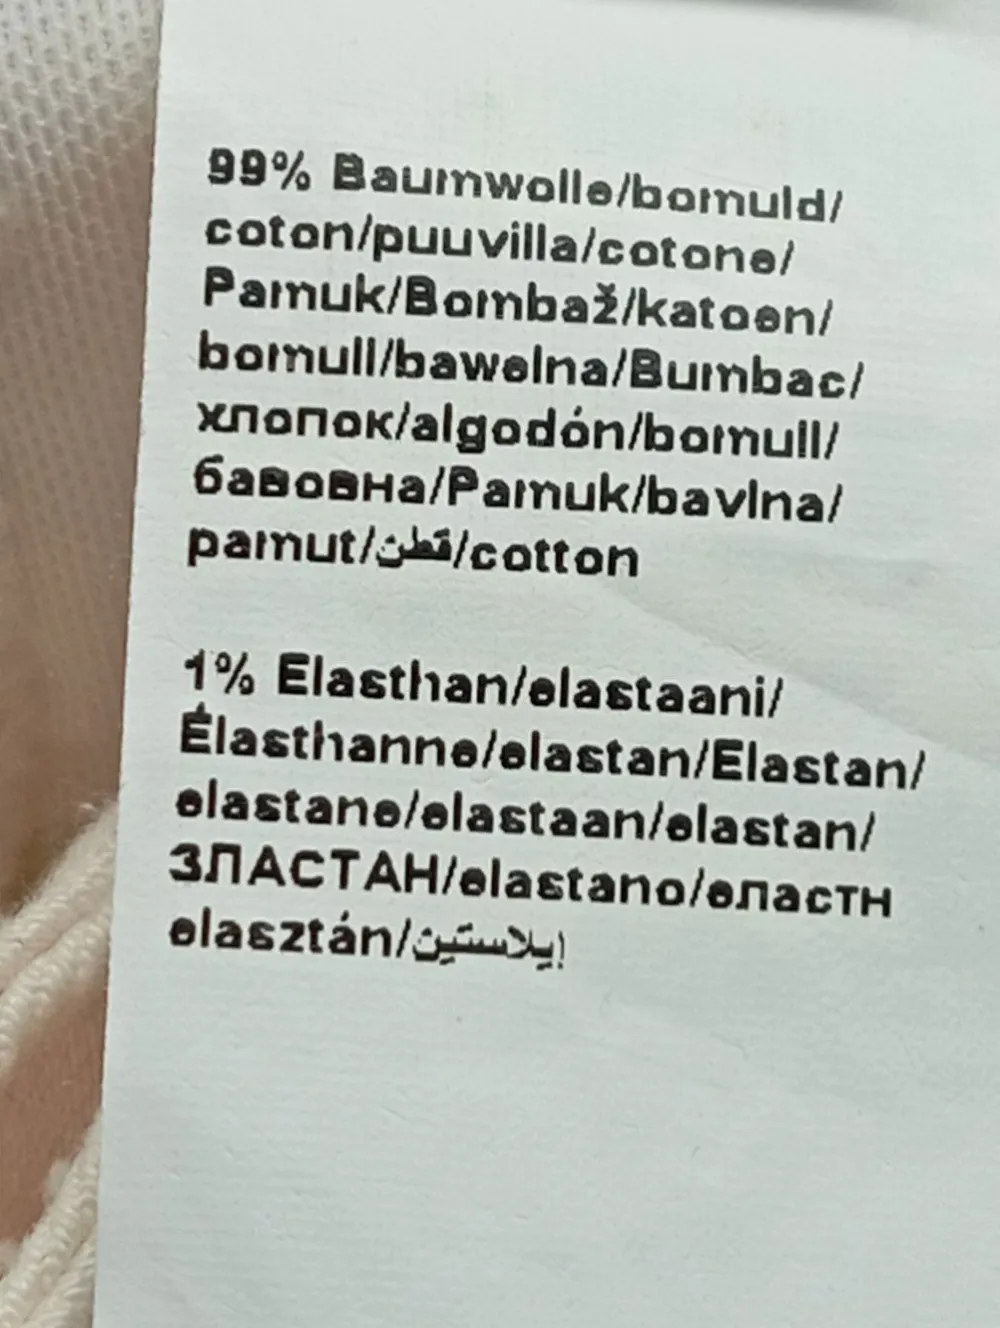 99% Baumwolle/bomuld/
coton/puuvilla/cotone/
Pamuk/Bombaž/katoen/
bomull/bawełna/Bumbac/
хлопок/algodón/bomull/
бавовна/Pamuk/bavlna/
pamut/قطن/cotton
1% Elasthan/elastaani/
Élasthanne/elastan/Elastan/
elastane/elastaan/elastan/
ЗЛАСТАН/elastano/еластн
elasztán/إيلاستين